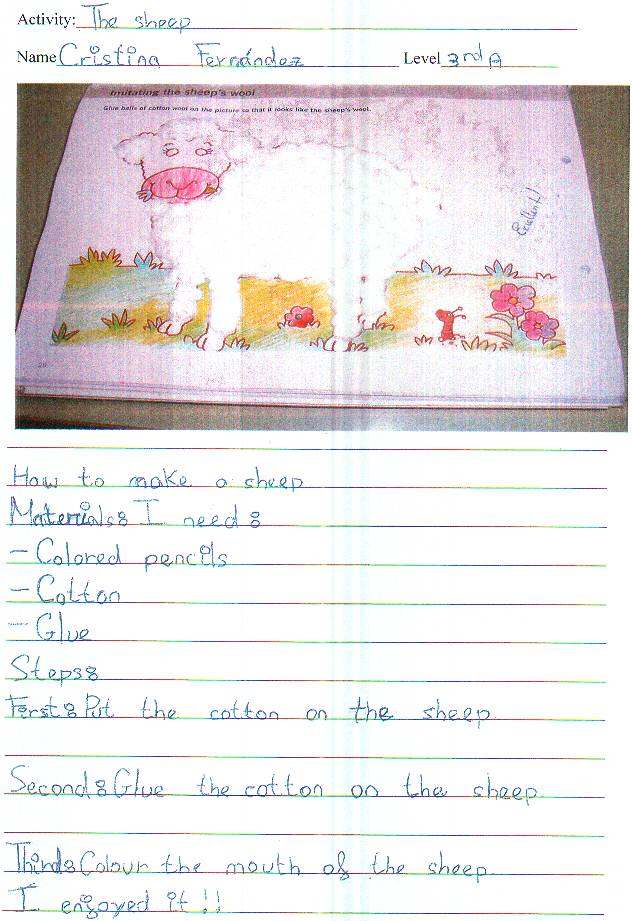 Activity: The sheep
Name Cristina Fernández Level 3rd A
Imitating the sheep's wool
Glue balls of cotton wool on the picture so that it looks like the sheep's wool.
Excellent!
How to make a sheep
Materials: I need:
- Colored pencils
- Cotton
- Glue
Steps:
First: Put the cotton on the sheep.
Second: Glue the cotton on the sheep.
Third: Colour the mouth of the sheep.
I engoyed it!!